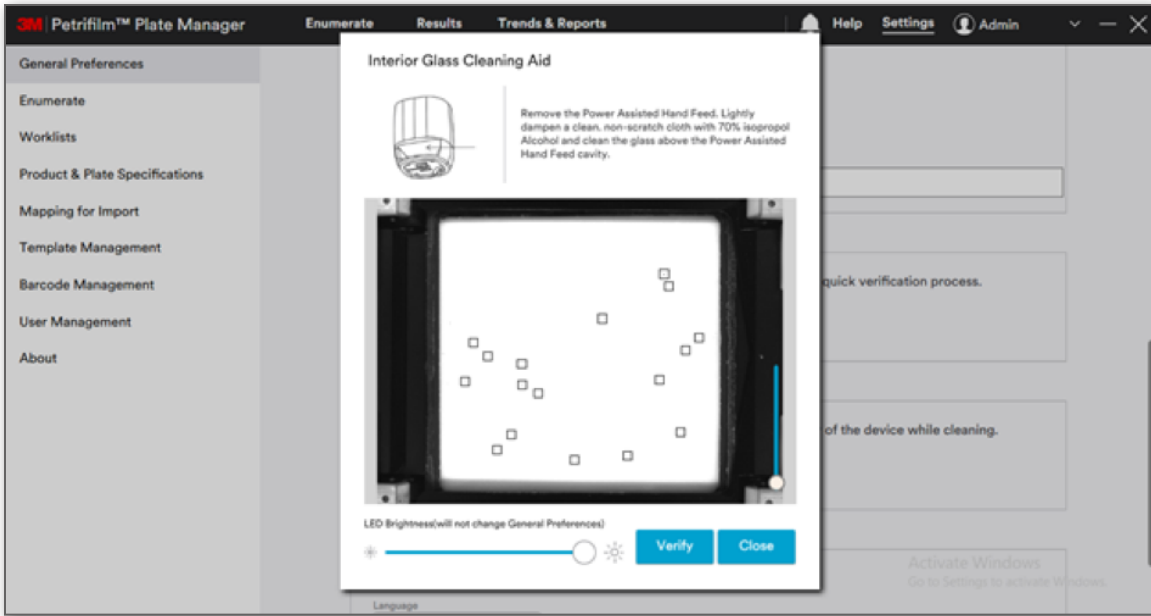 3M Petrifilm™ Plate Manager
Enumerate Results Trends & Reports
Help Settings Admin
General Preferences
Enumerate
Worklists
Product & Plate Specifications
Mapping for Import
Template Management
Barcode Management
User Management
About
Interior Glass Cleaning Aid
Remove the Power Assisted Hand Feed. Lightly
dampen a clean. non-scratch cloth with 70% isopropol
Alcohol and clean the glass above the Power Assisted
Hand Feed cavity.
quick verification process.
of the device while cleaning.
LED Brightness(will not change General Preferences)
Verify Close
Activate Windows
Go to Settings to activate Windows.
Language